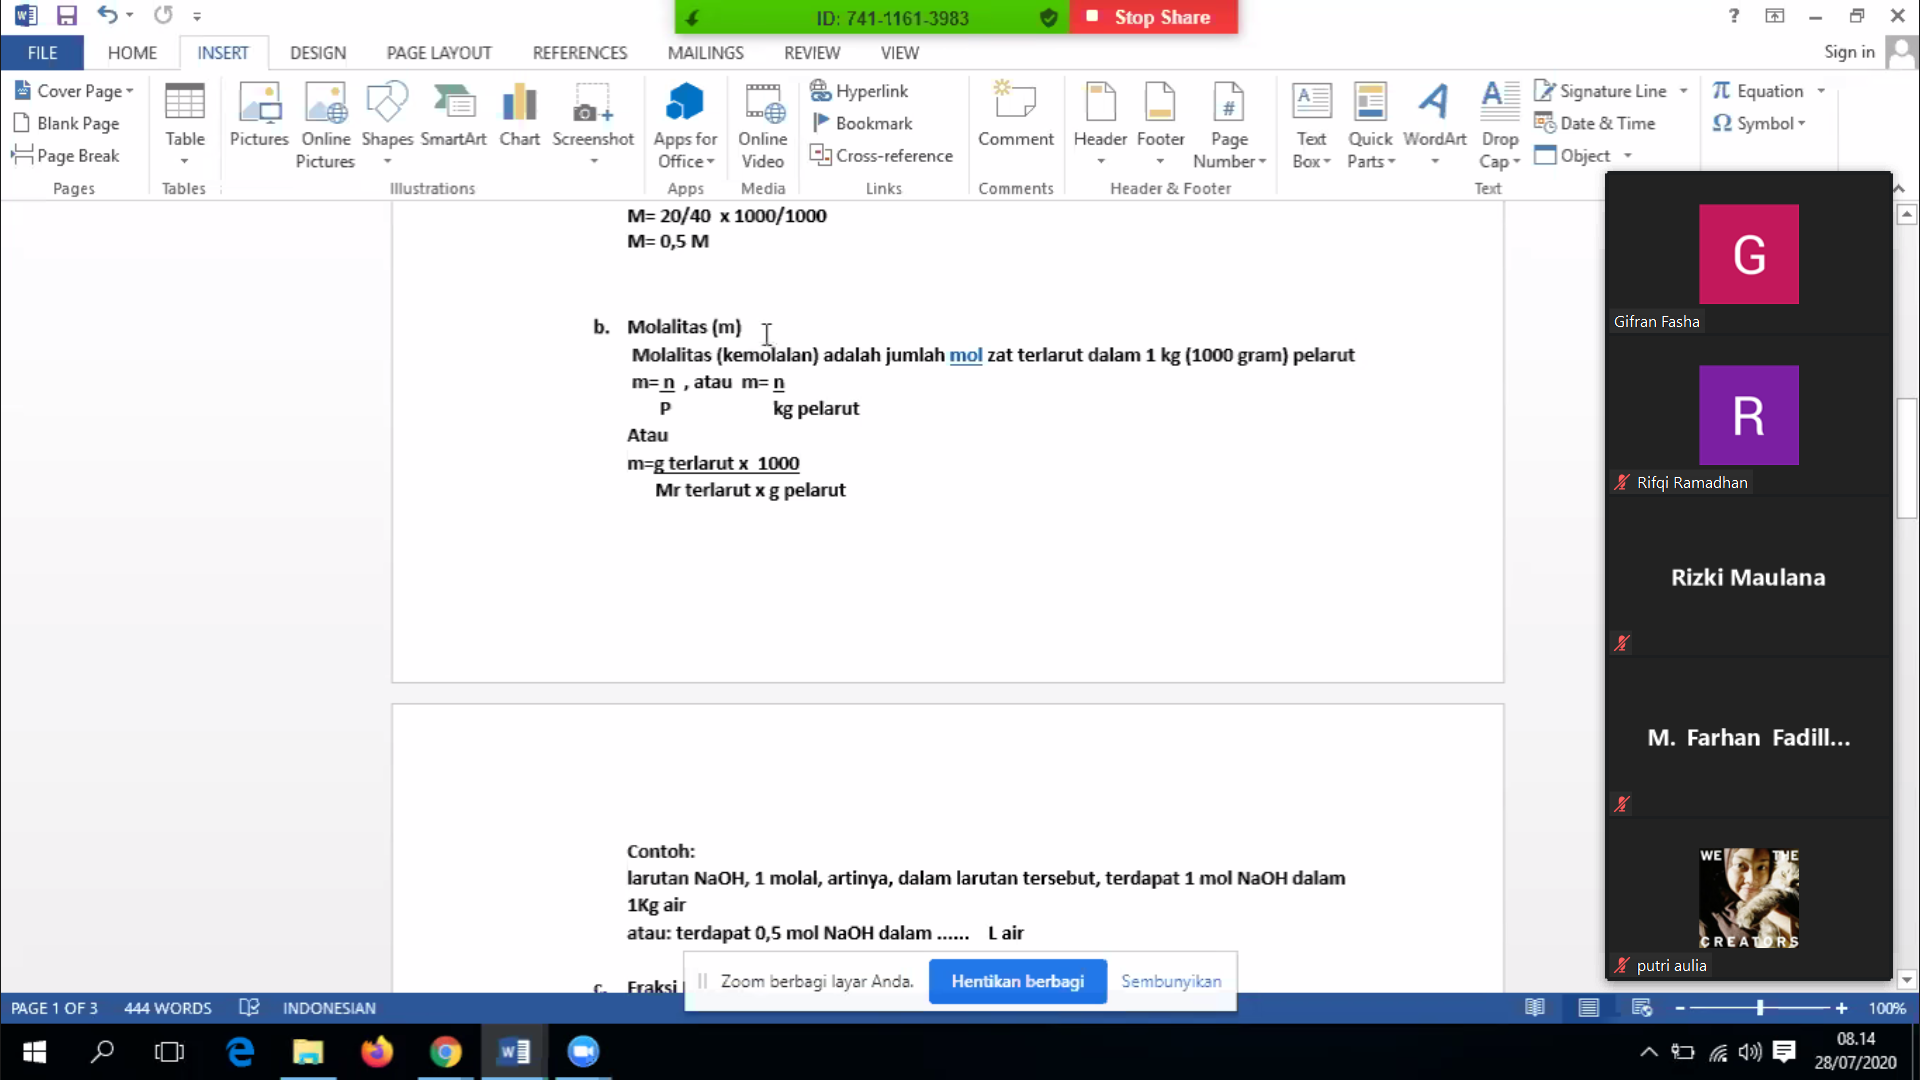 ID: 741-1161-3983
Stop Share
?
FILE
HOME
INSERT
DESIGN
PAGE LAYOUT
REFERENCES
MAILINGS
REVIEW
VIEW
Sign in
Cover Page
Blank Page
Page Break
Pages
Table
Tables
Pictures
Online Pictures
Shapes
SmartArt
Chart
Screenshot
Illustrations
Apps for Office
Apps
Online Video
Media
Hyperlink
Bookmark
Cross-reference
Links
Comment
Comments
Header
Footer
Page Number
Header & Footer
Text Box
Quick Parts
WordArt
Drop Cap
Signature Line
Date & Time
Object
Text
π Equation
Ω Symbol
M= 20/40 x 1000/1000
M= 0,5 M
b. Molalitas (m)
Molalitas (kemolalan) adalah jumlah mol zat terlarut dalam 1 kg (1000 gram) pelarut
m= n , atau m= n
P kg pelarut
Atau
m=g terlarut x 1000
Mr terlarut x g pelarut
Contoh:
larutan NaOH, 1 molal, artinya, dalam larutan tersebut, terdapat 1 mol NaOH dalam
1Kg air
atau: terdapat 0,5 mol NaOH dalam ...... L air
c. Fraksi
Zoom berbagi layar Anda.
Hentikan berbagi
Sembunyikan
G
Gifran Fasha
R
Rifqi Ramadhan
Rizki Maulana
M. Farhan Fadill...
WE THE
CREATORS
putri aulia
PAGE 1 OF 3
444 WORDS
INDONESIAN
100%
08.14
28/07/2020